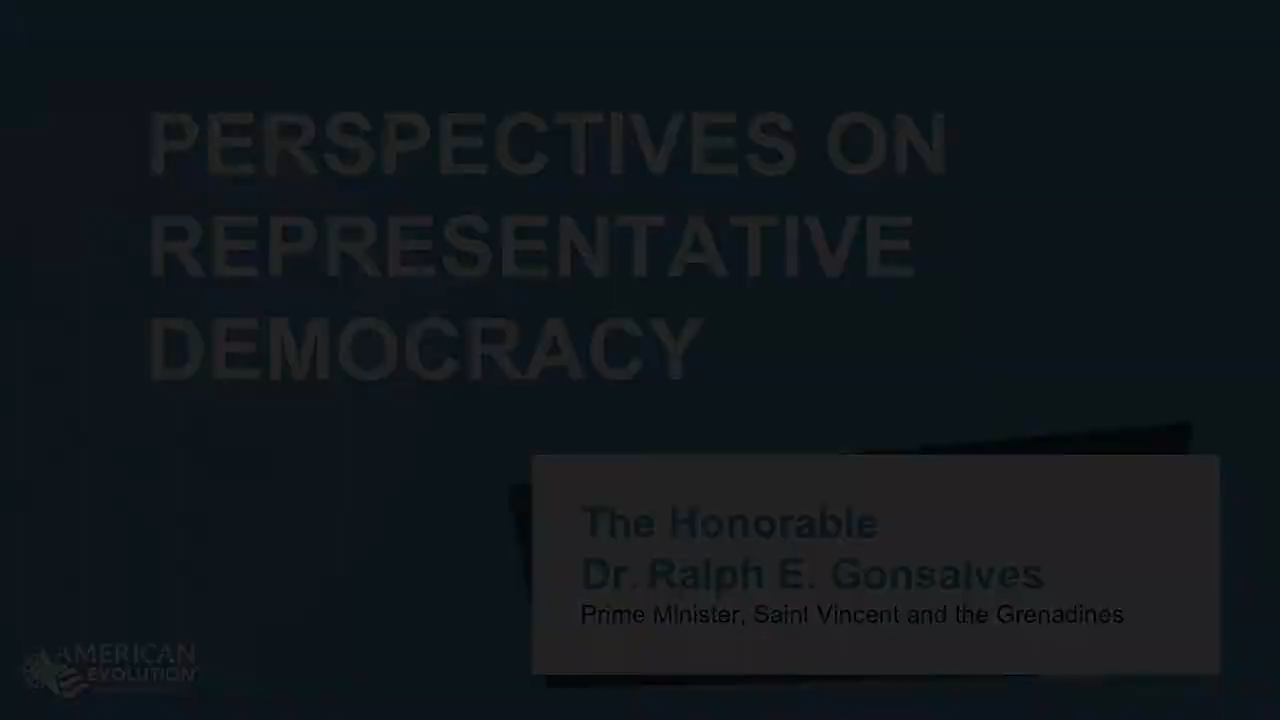 PERSPECTIVES ON
REPRESENTATIVE
DEMOCRACY
The Honorable
Dr. Ralph E. Gonsalves
Prime Minister, Saint Vincent and the Grenadines
AMERICAN
EVOLUTION